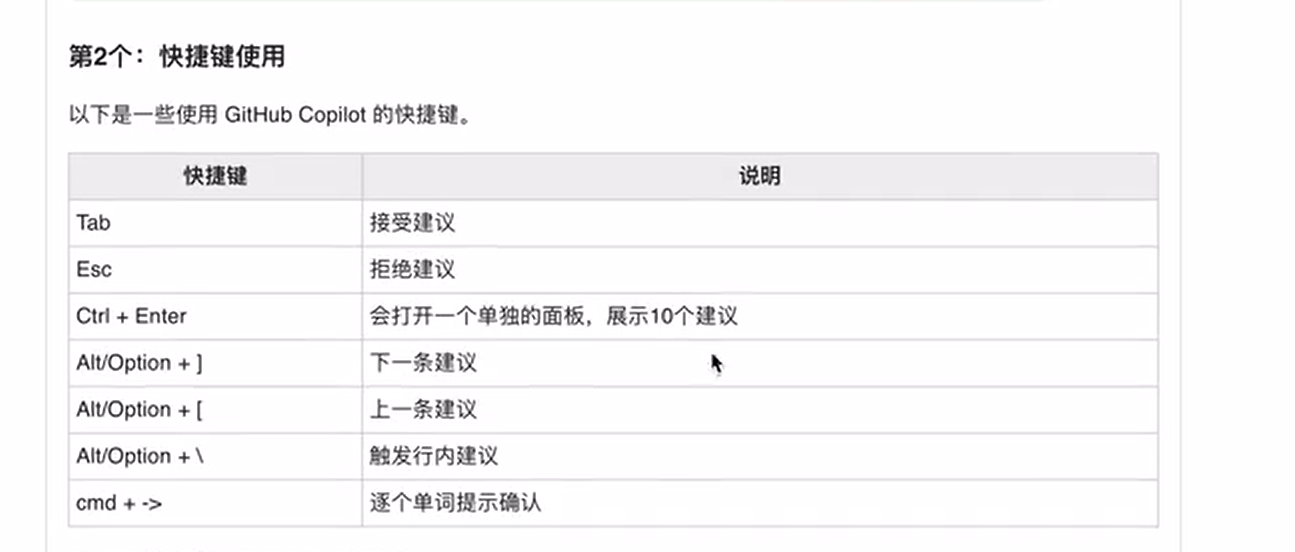 第2个：快捷键使用
以下是一些使用 GitHub Copilot 的快捷键。
快捷键 说明
Tab 接受建议
Esc 拒绝建议
Ctrl + Enter 会打开一个单独的面板，展示10个建议
Alt/Option + ] 下一条建议
Alt/Option + [ 上一条建议
Alt/Option + \ 触发行内建议
cmd + -> 逐个单词提示确认